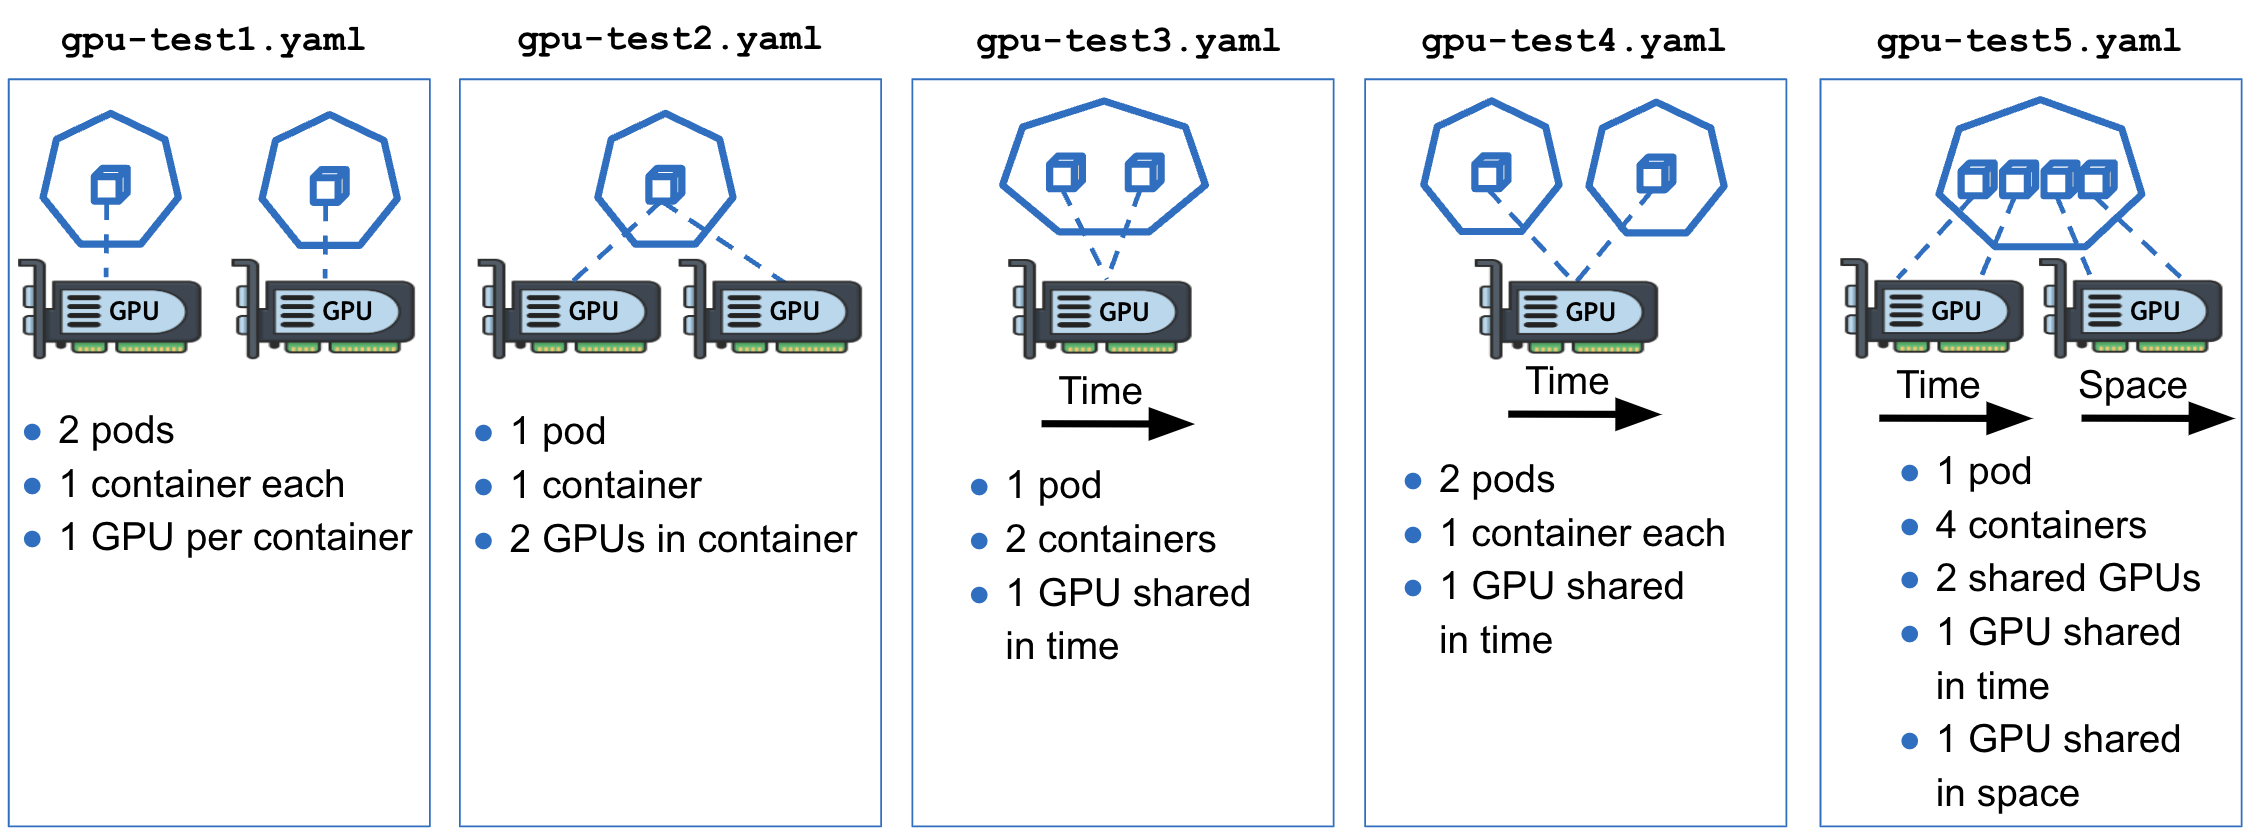 gpu-test1.yaml
GPU
GPU
● 2 pods
● 1 container each
● 1 GPU per container
gpu-test2.yaml
GPU
GPU
● 1 pod
● 1 container
● 2 GPUs in container
gpu-test3.yaml
GPU
Time
● 1 pod
● 2 containers
● 1 GPU shared
in time
gpu-test4.yaml
GPU
Time
● 2 pods
● 1 container each
● 1 GPU shared
in time
gpu-test5.yaml
GPU
GPU
Time
Space
● 1 pod
● 4 containers
● 2 shared GPUs
● 1 GPU shared
in time
● 1 GPU shared
in space